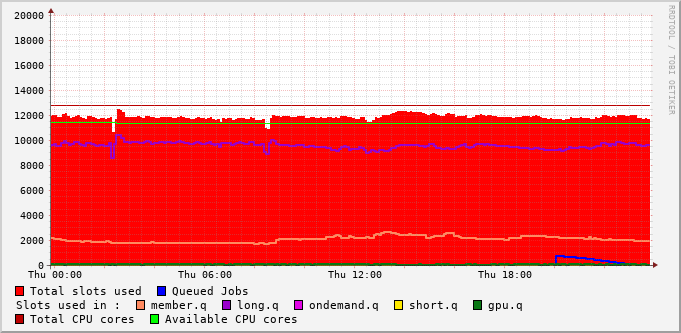 RRDTOOL / TOBI OETIKER
20000
18000
16000
14000
12000
10000
8000
6000
4000
2000
0
Thu 00:00 Thu 06:00 Thu 12:00 Thu 18:00
Total slots used Queued Jobs
Slots used in : member.q long.q ondemand.q short.q gpu.q
Total CPU cores Available CPU cores